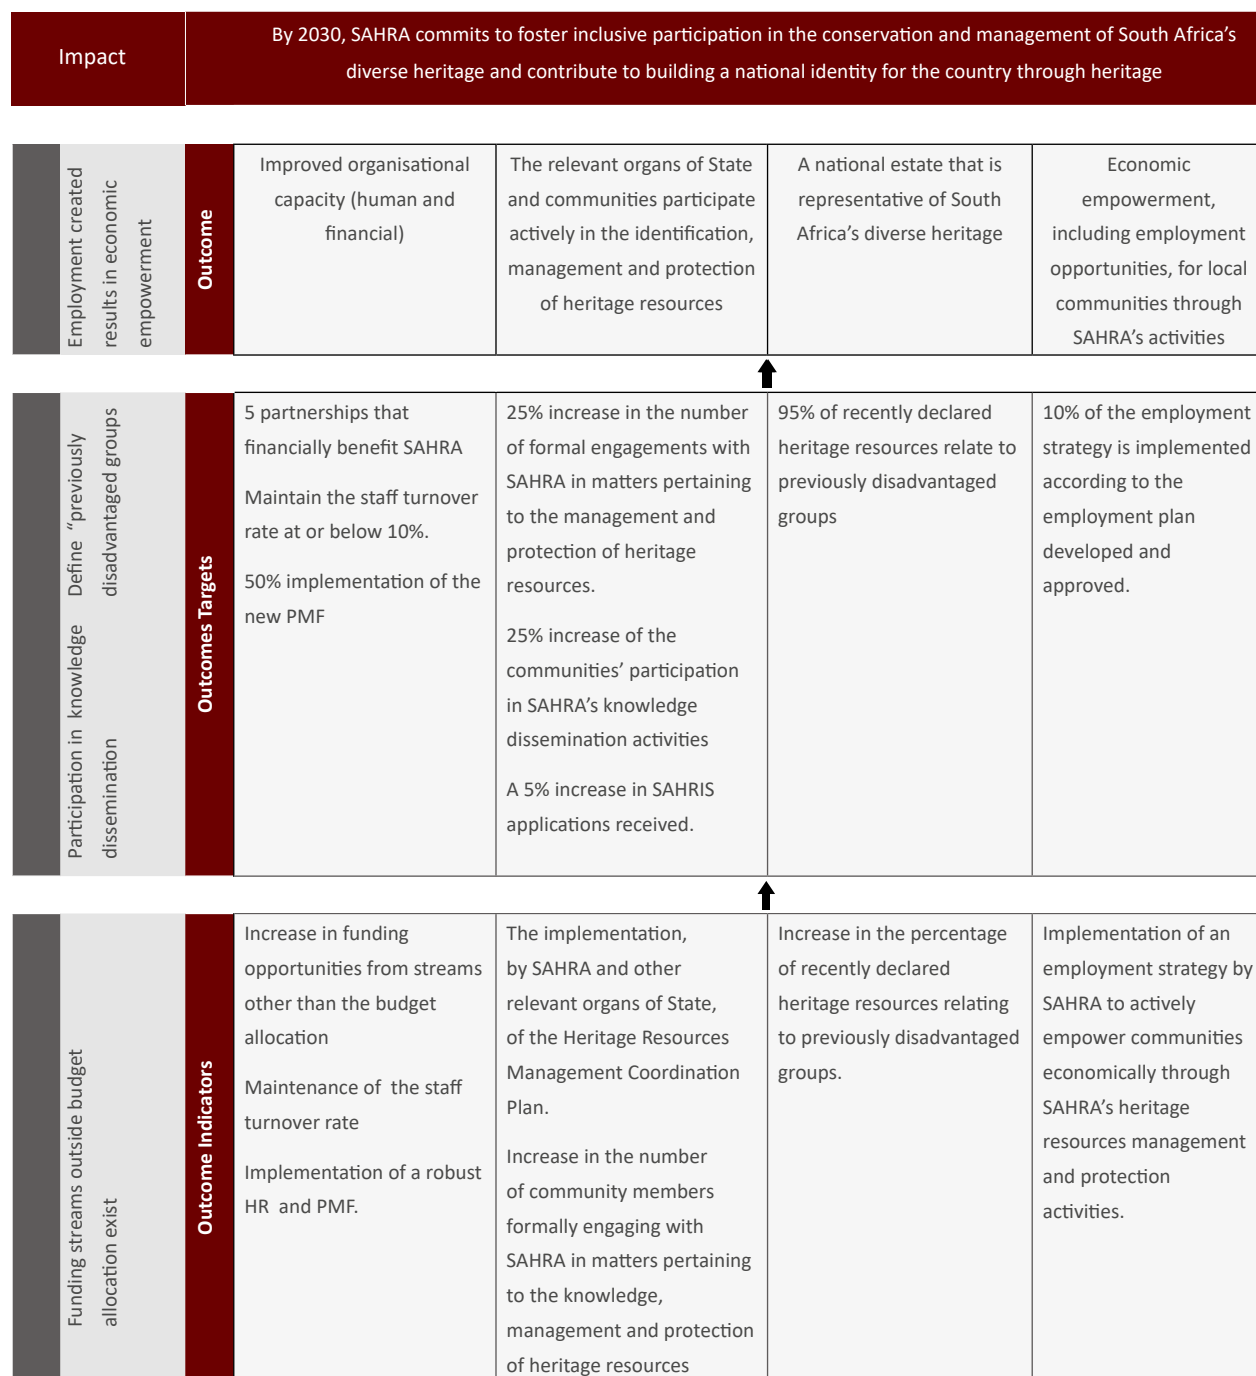 Impact
By 2030, SAHRA commits to foster inclusive participation in the conservation and management of South Africa's
diverse heritage and contribute to building a national identity for the country through heritage
Employment created
results in economic
empowerment
Outcome
Improved organisational
capacity (human and
financial)
The relevant organs of State
and communities participate
actively in the identification,
management and protection
of heritage resources
A national estate that is
representative of South
Africa's diverse heritage
Economic
empowerment,
including employment
opportunities, for local
communities through
SAHRA's activities
Define "previously
disadvantaged groups
Participation in knowledge
dissemination
Outcomes Targets
5 partnerships that
financially benefit SAHRA
Maintain the staff turnover
rate at or below 10%.
50% implementation of the
new PMF
25% increase in the number
of formal engagements with
SAHRA in matters pertaining
to the management and
protection of heritage
resources.
25% increase of the
communities' participation
in SAHRA's knowledge
dissemination activities
A 5% increase in SAHRIS
applications received.
95% of recently declared
heritage resources relate to
previously disadvantaged
groups
10% of the employment
strategy is implemented
according to the
employment plan
developed and
approved.
Funding streams outside budget
allocation exist
Outcome Indicators
Increase in funding
opportunities from streams
other than the budget
allocation
Maintenance of the staff
turnover rate
Implementation of a robust
HR and PMF.
The implementation,
by SAHRA and other
relevant organs of State,
of the Heritage Resources
Management Coordination
Plan.
Increase in the number
of community members
formally engaging with
SAHRA in matters pertaining
to the knowledge,
management and protection
of heritage resources
Increase in the percentage
of recently declared
heritage resources relating
to previously disadvantaged
groups.
Implementation of an
employment strategy by
SAHRA to actively
empower communities
economically through
SAHRA's heritage
resources management
and protection
activities.